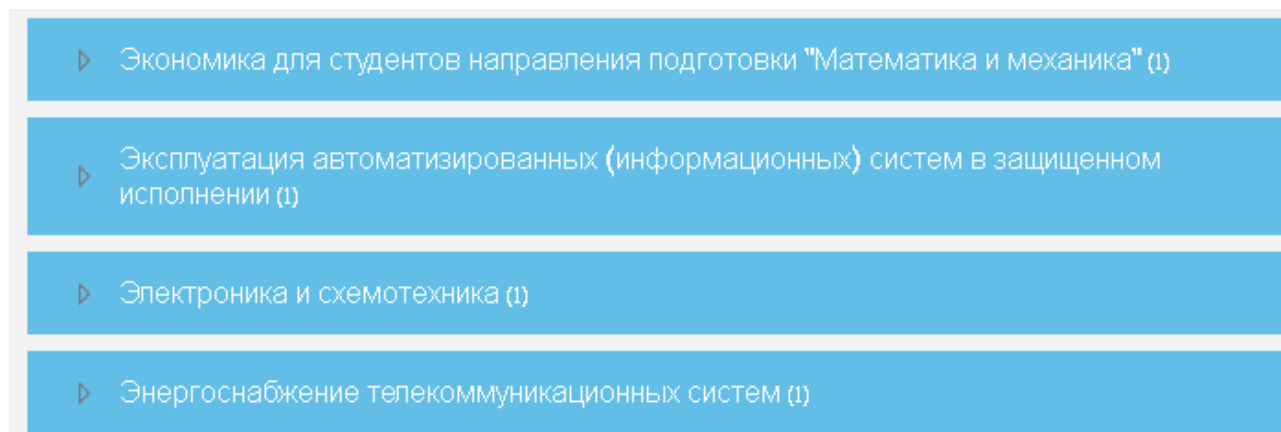 Экономика для студентов направления подготовки "Математика и механика" (1)
Эксплуатация автоматизированных (информационных) систем в защищенном
исполнении (1)
Электроника и схемотехника (1)
Энергоснабжение телекоммуникационных систем (1)